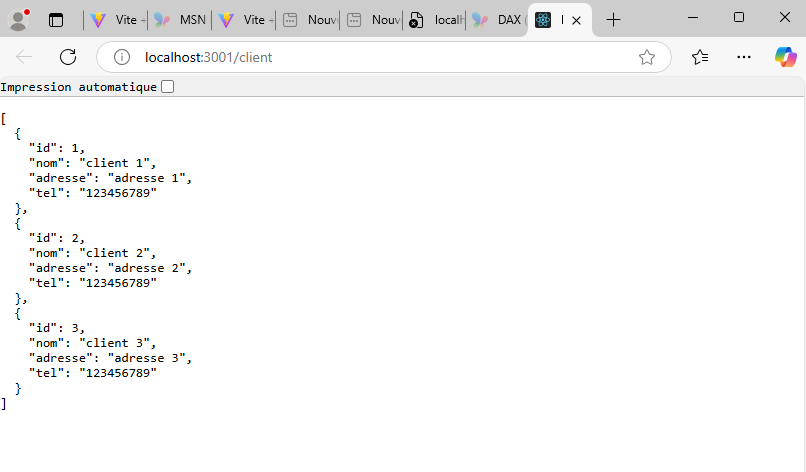 Vite
MSN
Vite
Nouv
Nouv
localh
DAX
localhost:3001/client
Impression automatique
[
  {
    "id": 1,
    "nom": "client 1",
    "adresse": "adresse 1",
    "tel": "123456789"
  },
  {
    "id": 2,
    "nom": "client 2",
    "adresse": "adresse 2",
    "tel": "123456789"
  },
  {
    "id": 3,
    "nom": "client 3",
    "adresse": "adresse 3",
    "tel": "123456789"
  }
]